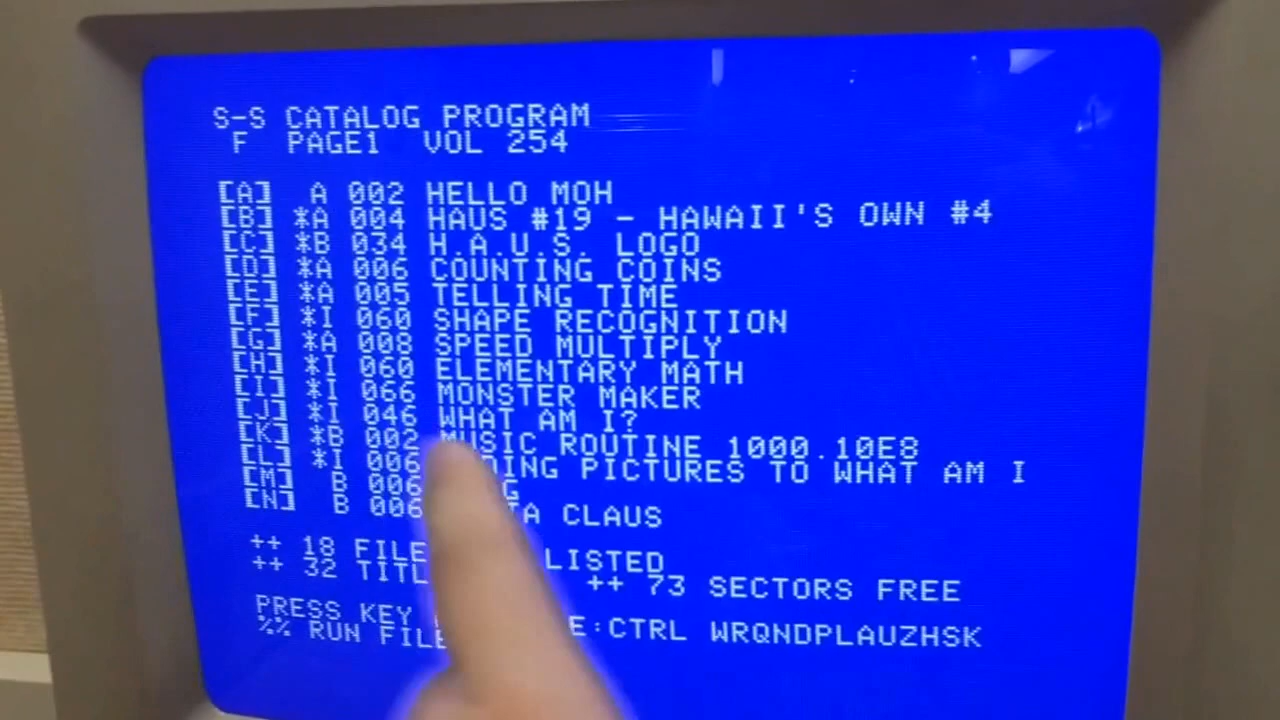 S-S CATALOG PROGRAM
F PAGE1 VOL 254
[A] A 002 HELLO MOH
[B] *A 004 HAUS #19 - HAWAII'S OWN #4
[C] *B 034 H.A.U.S. LOGO
[D] *A 006 COUNTING COINS
[E] *A 005 TELLING TIME
[F] *I 060 SHAPE RECOGNITION
[G] *A 008 SPEED MULTIPLY
[H] *I 060 ELEMENTARY MATH
[I] *I 066 MONSTER MAKER
[J] *I 046 WHAT AM I?
[K] *B 002 MUSIC ROUTINE 1000.10E8
[L] *I 006 PICTURES TO WHAT AM I
[M] B 006
[N] B 006 CLAUS
++ 18 LISTED
++ 32 ++ 73 SECTORS FREE
PRESS KEY
%% RUN :CTRL WRQNDPLAUZHSK